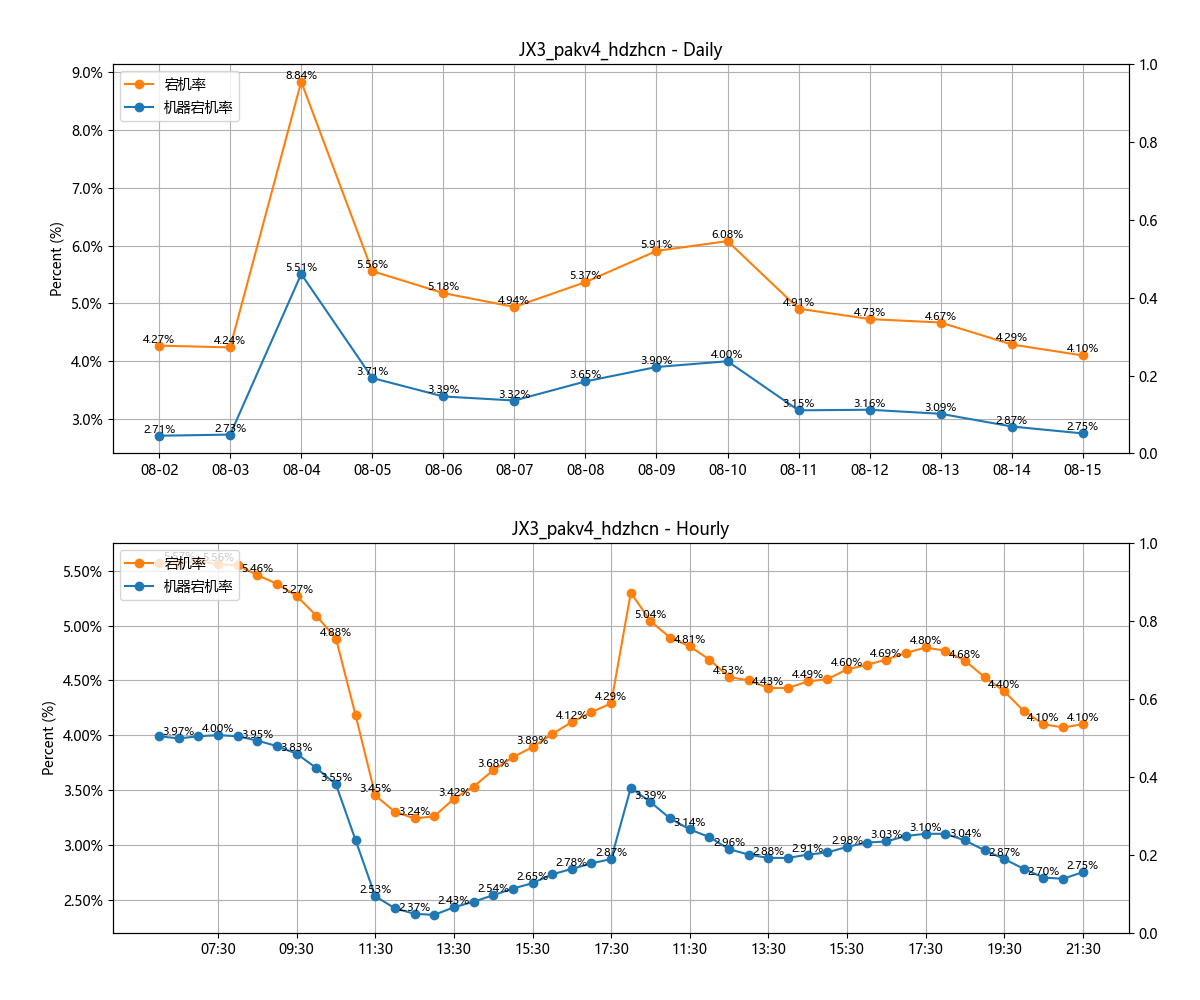 JX3_pakv4_hdzhcn - Daily
宕机率
机器宕机率
Percent (%)
9.0%
8.0%
7.0%
6.0%
5.0%
4.0%
3.0%
1.0
0.8
0.6
0.4
0.2
0.0
4.27% 4.24% 8.84% 5.56% 5.18% 4.94% 5.37% 5.91% 6.08% 4.91% 4.73% 4.67% 4.29% 4.10%
2.71% 2.73% 5.51% 3.71% 3.39% 3.32% 3.65% 3.90% 4.00% 3.15% 3.16% 3.09% 2.87% 2.75%
08-02 08-03 08-04 08-05 08-06 08-07 08-08 08-09 08-10 08-11 08-12 08-13 08-14 08-15
JX3_pakv4_hdzhcn - Hourly
宕机率
机器宕机率
Percent (%)
5.50%
5.00%
4.50%
4.00%
3.50%
3.00%
2.50%
1.0
0.8
0.6
0.4
0.2
0.0
5.57% 5.56% 5.46% 5.27% 4.88% 3.45% 3.24% 3.42% 3.68% 3.89% 4.12% 4.29% 5.04% 4.81% 4.53% 4.43% 4.49% 4.60% 4.69% 4.80% 4.68% 4.40% 4.10% 4.10%
3.97% 4.00% 3.95% 3.83% 3.55% 2.53% 2.37% 2.43% 2.54% 2.65% 2.78% 2.87% 3.39% 3.14% 2.96% 2.88% 2.91% 2.98% 3.03% 3.10% 3.04% 2.87% 2.70% 2.75%
07:30 09:30 11:30 13:30 15:30 17:30 11:30 13:30 15:30 17:30 19:30 21:30